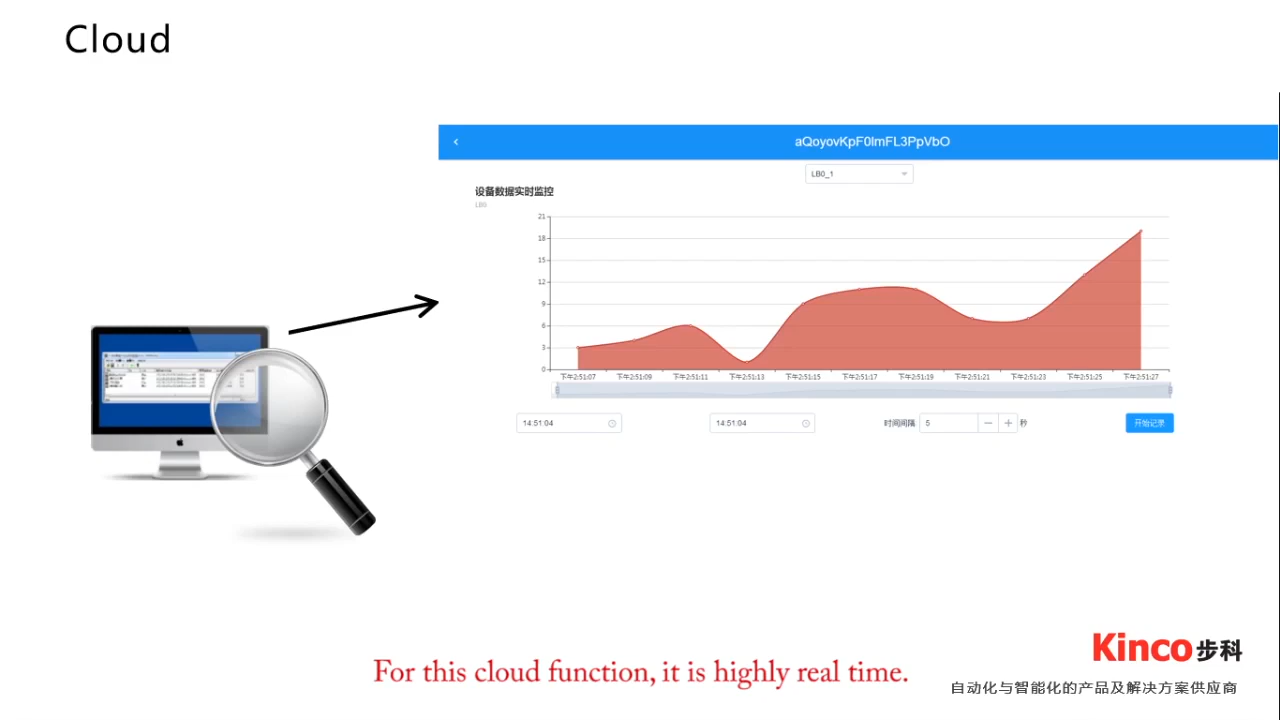 Cloud
aQoyovKpF0lmFL3PpVbO
LB0_1
设备数据实时监控
LB0
21
18
15
12
9
6
3
0
下午2:51:07 下午2:51:09 下午2:51:11 下午2:51:13 下午2:51:15 下午2:51:17 下午2:51:19 下午2:51:21 下午2:51:23 下午2:51:25 下午2:51:27
14:51:04 14:51:04 时间间隔 5 秒 开始记录
Kinco步科
For this cloud function, it is highly real time.
自动化与智能化的产品及解决方案供应商